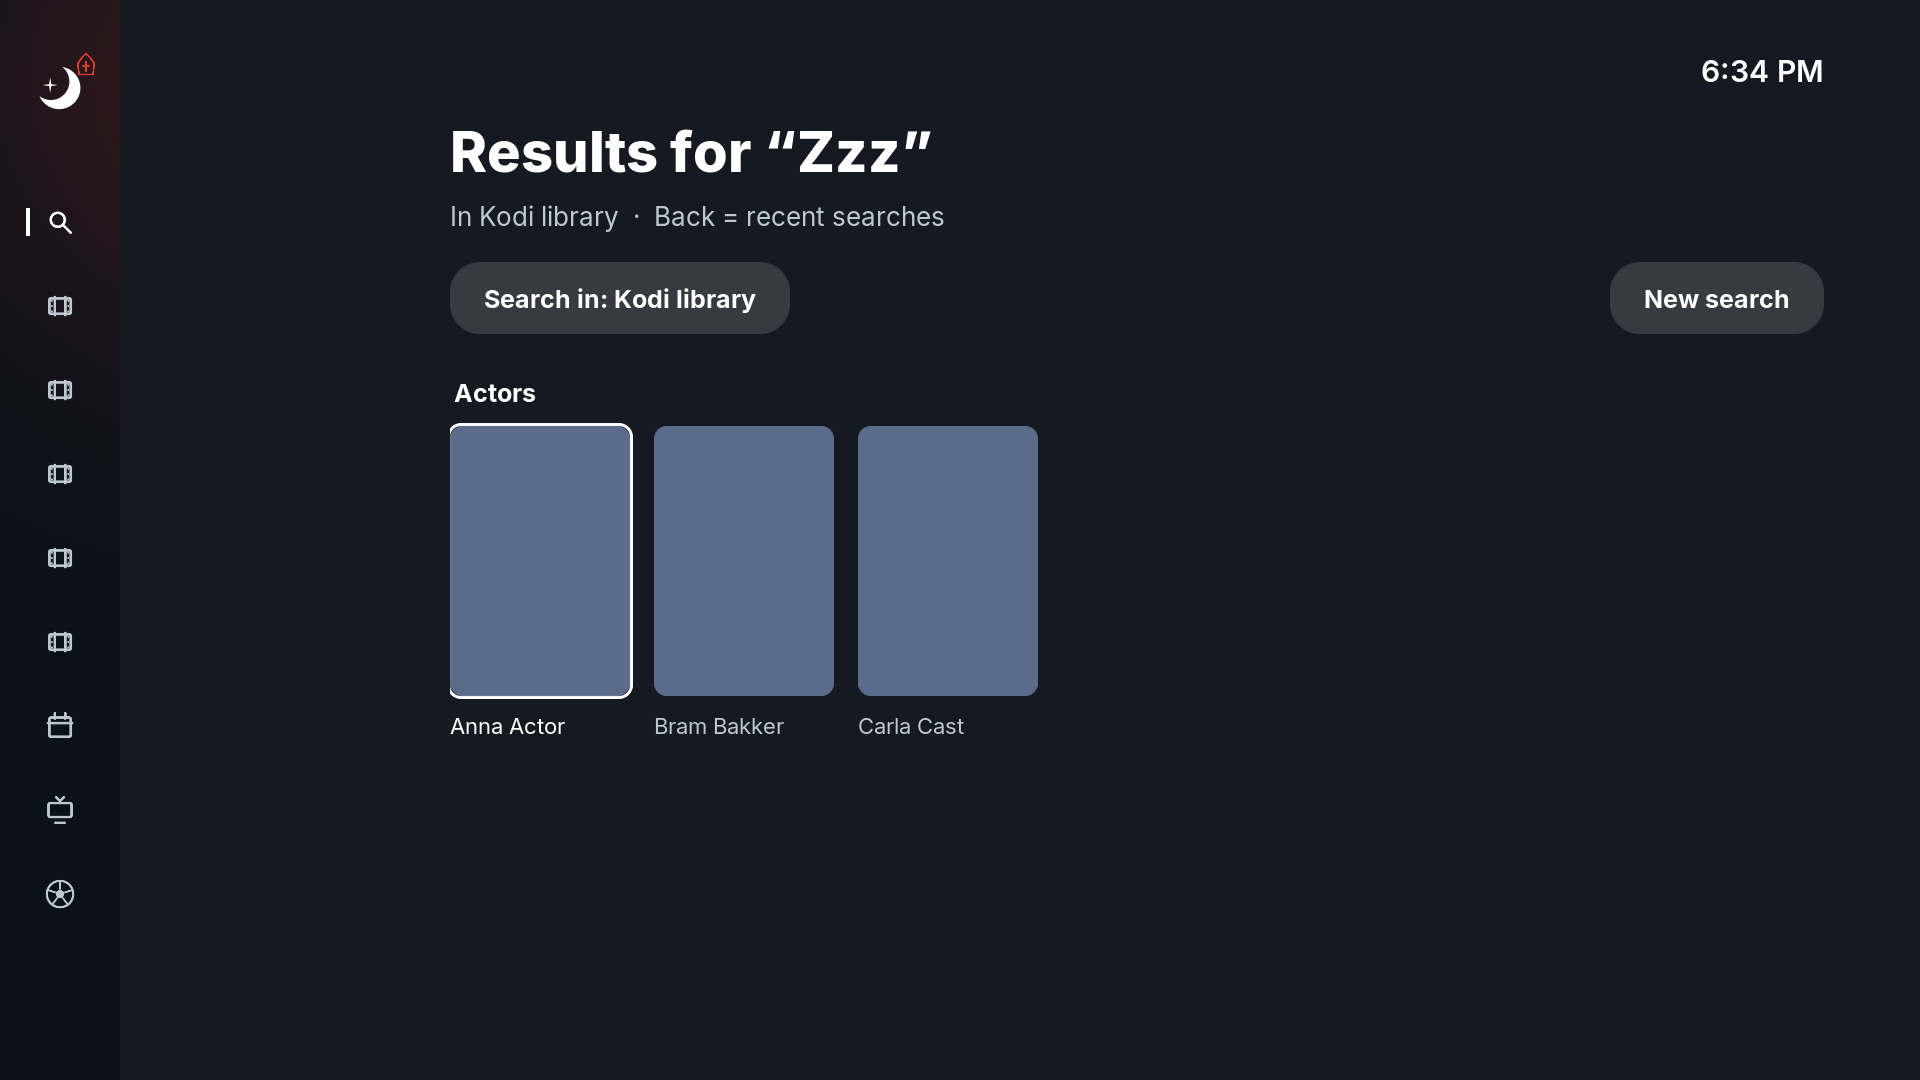 6:34 PM
Results for “Zzz”
In Kodi library · Back = recent searches
Search in: Kodi library
New search
Actors
Anna Actor
Bram Bakker
Carla Cast